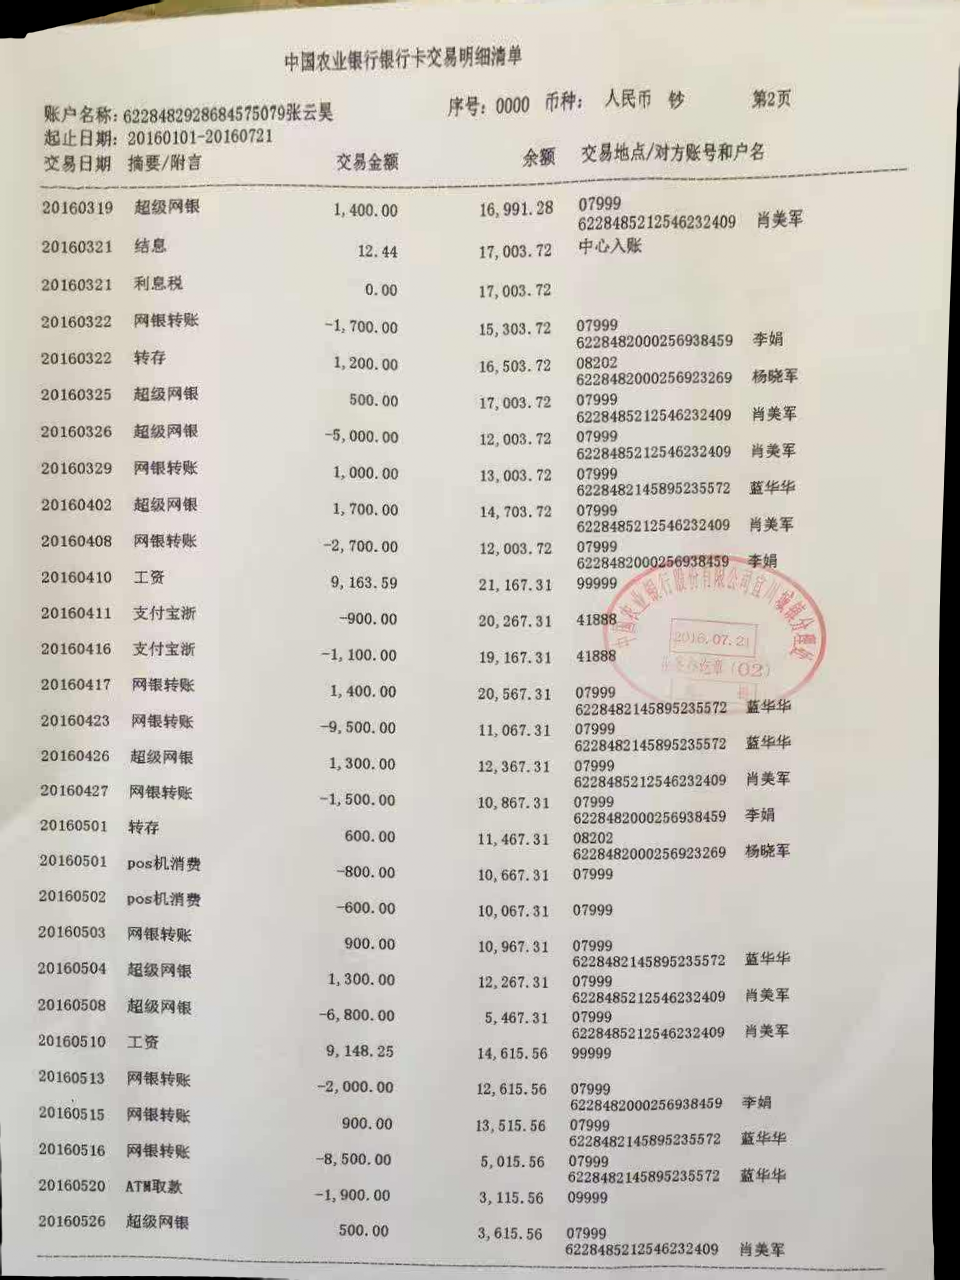 中国农业银行银行卡交易明细清单
账户名称：6228482928684575079张云昊 序号：0000 币种： 人民币 钞 第2页
起止日期：20160101-20160721
交易日期 摘要/附言 交易金额 余额 交易地点/对方账号和户名
20160319 超级网银 1,400.00 16,991.28 07999
6228485212546232409 肖美军
20160321 结息 12.44 17,003.72 中心入账
20160321 利息税 0.00 17,003.72
20160322 网银转账 -1,700.00 15,303.72 07999
6228482000256938459 李娟
20160322 转存 1,200.00 16,503.72 08202
6228482000256923269 杨晓军
20160325 超级网银 500.00 17,003.72 07999
6228485212546232409 肖美军
20160326 超级网银 -5,000.00 12,003.72 07999
6228485212546232409 肖美军
20160329 网银转账 1,000.00 13,003.72 07999
6228482145895235572 蓝华华
20160402 超级网银 1,700.00 14,703.72 07999
6228485212546232409 肖美军
20160408 网银转账 -2,700.00 12,003.72 07999
6228482000256938459 李娟
20160410 工资 9,163.59 21,167.31 99999
20160411 支付宝浙 -900.00 20,267.31 41888
20160416 支付宝浙 -1,100.00 19,167.31 41888
中国农业银行股份有限公司宜川城镇分理处
2016.07.21
章(02)
20160417 网银转账 1,400.00 20,567.31 07999
6228482145895235572 蓝华华
20160423 网银转账 -9,500.00 11,067.31 07999
6228482145895235572 蓝华华
20160426 超级网银 1,300.00 12,367.31 07999
6228485212546232409 肖美军
20160427 网银转账 -1,500.00 10,867.31 07999
6228482000256938459 李娟
20160501 转存 600.00 11,467.31 08202
6228482000256923269 杨晓军
20160501 pos机消费 -800.00 10,667.31 07999
20160502 pos机消费 -600.00 10,067.31 07999
20160503 网银转账 900.00 10,967.31 07999
6228482145895235572 蓝华华
20160504 超级网银 1,300.00 12,267.31 07999
6228485212546232409 肖美军
20160508 超级网银 -6,800.00 5,467.31 07999
6228485212546232409 肖美军
20160510 工资 9,148.25 14,615.56 99999
20160513 网银转账 -2,000.00 12,615.56 07999
6228482000256938459 李娟
20160515 网银转账 900.00 13,515.56 07999
6228482145895235572 蓝华华
20160516 网银转账 -8,500.00 5,015.56 07999
6228482145895235572 蓝华华
20160520 ATM取款 -1,900.00 3,115.56 09999
20160526 超级网银 500.00 3,615.56 07999
6228485212546232409 肖美军